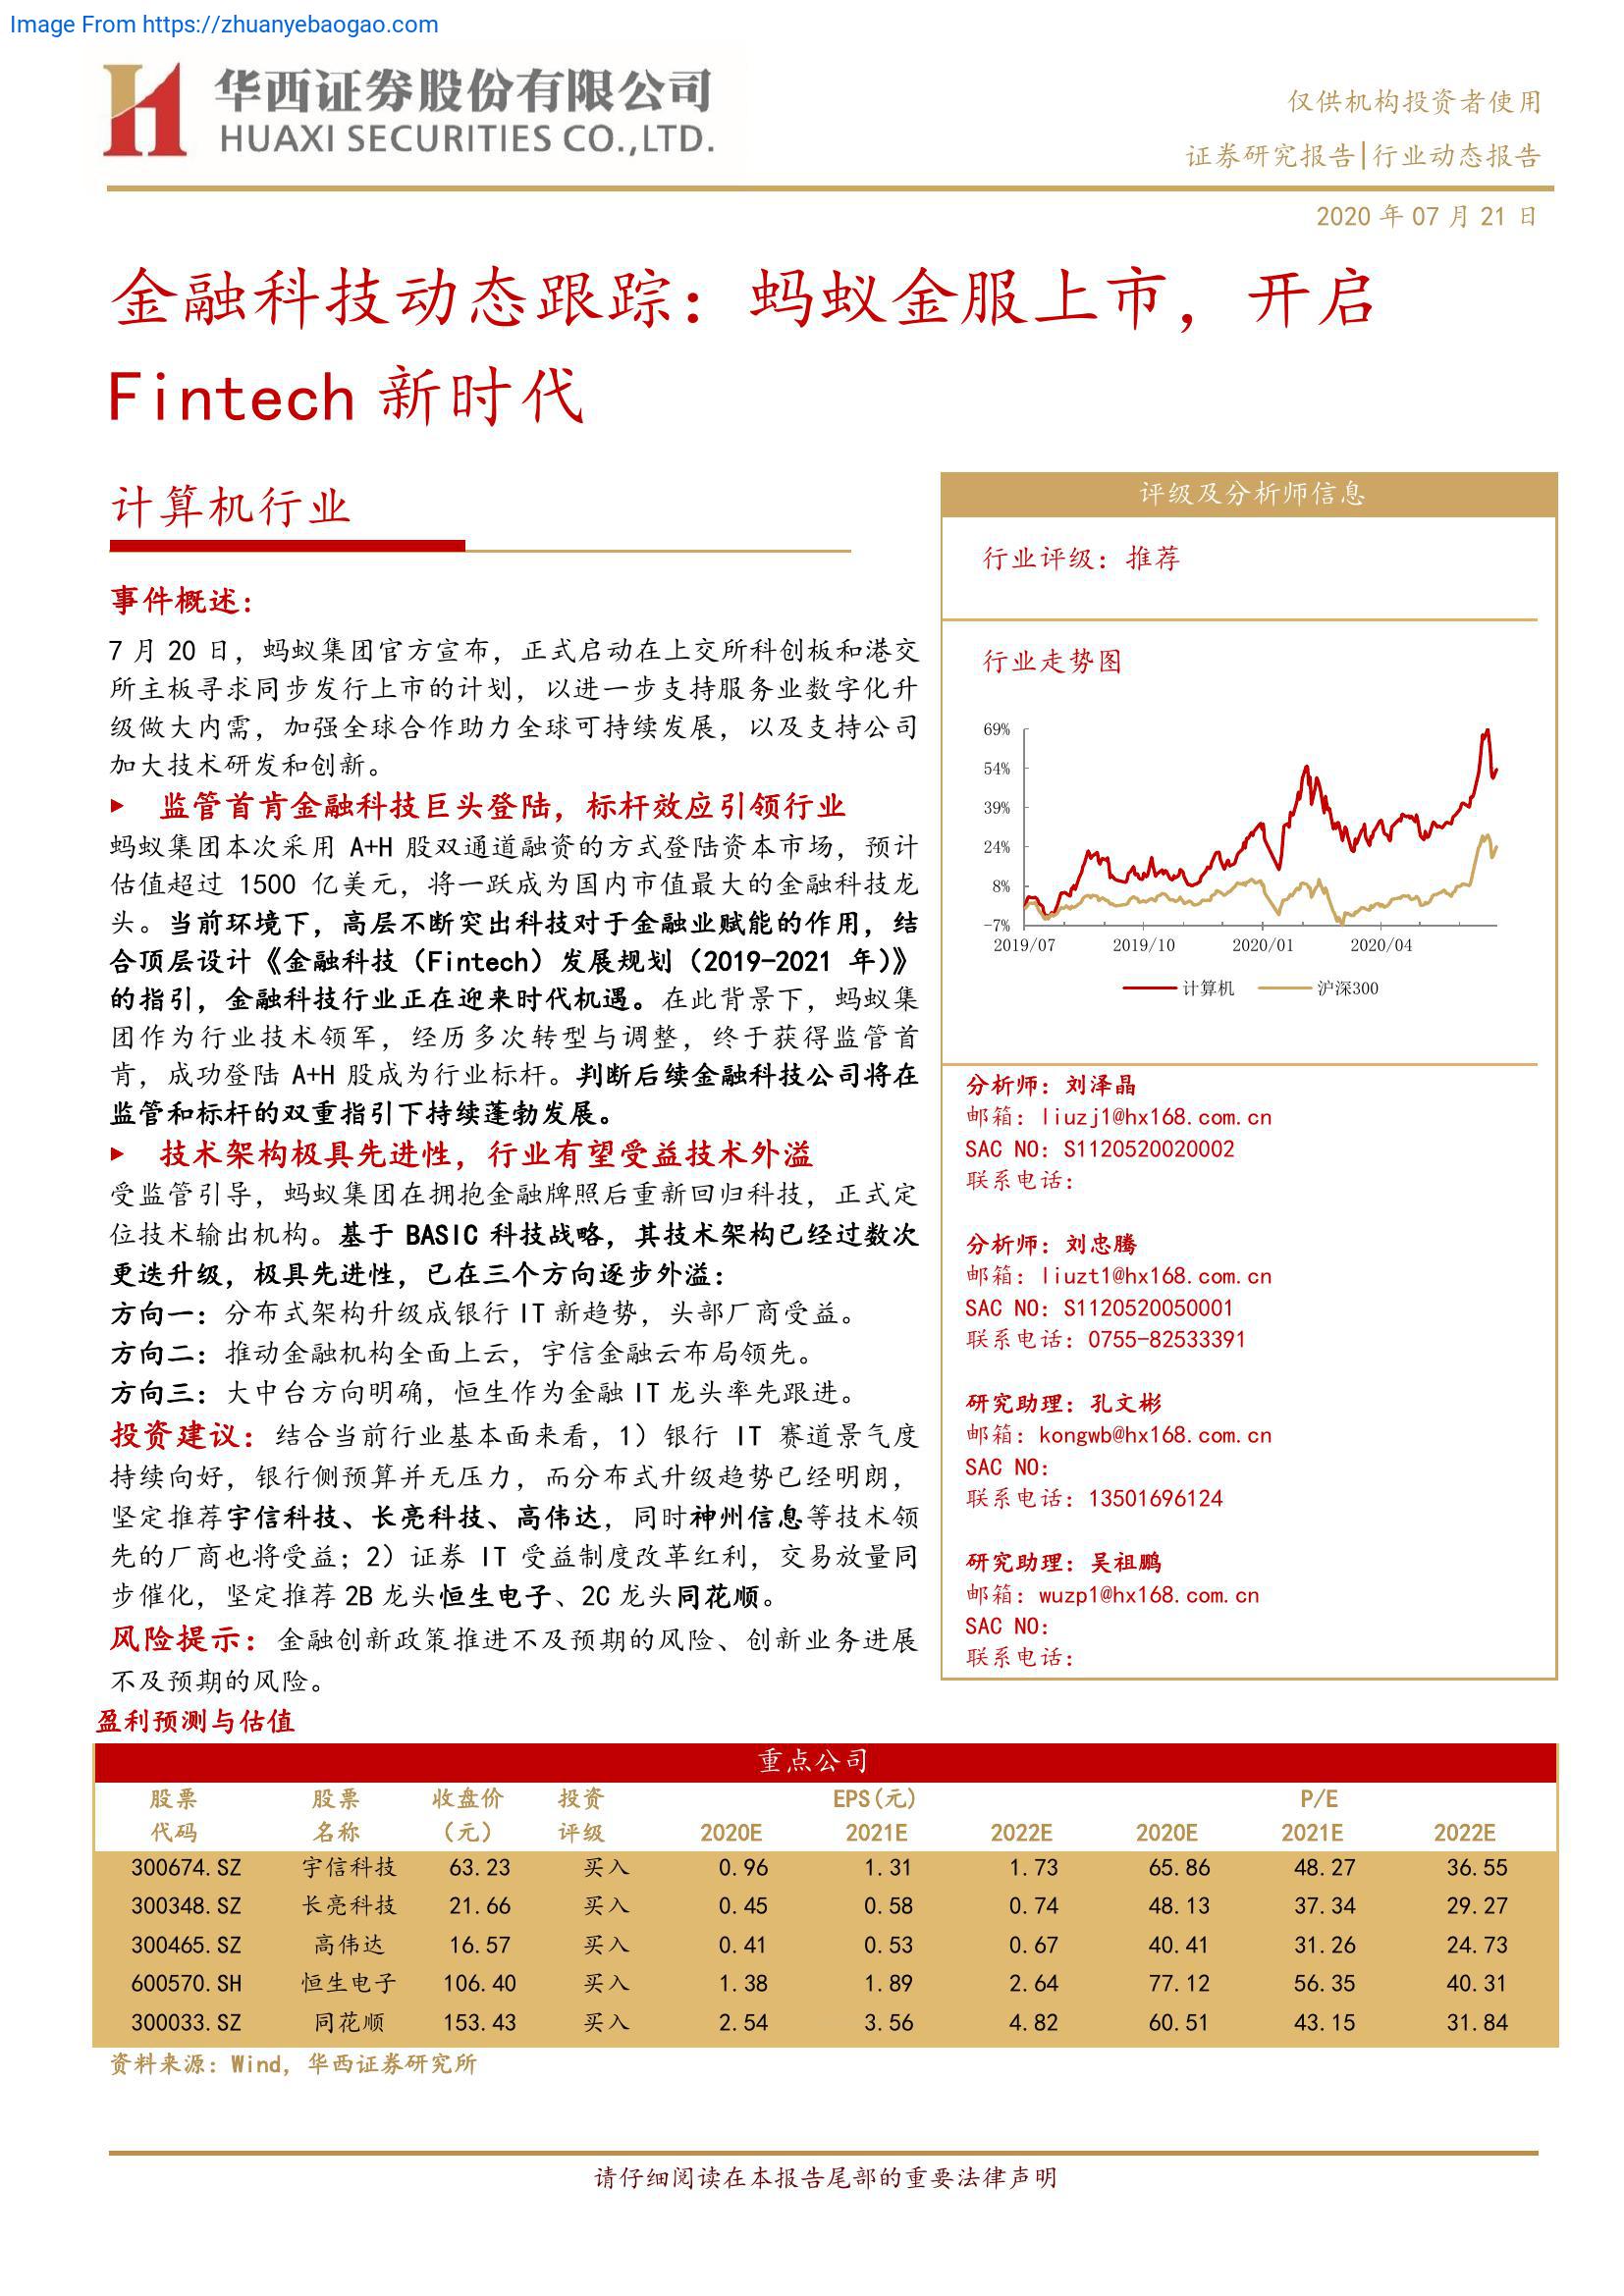 Image From https://zhuanyebaogao.com
华西证券股份有限公司
HUAXI SECURITIES CO.,LTD.
仅供机构投资者使用
证券研究报告|行业动态报告
2020 年 07 月 21 日
金融科技动态跟踪：蚂蚁金服上市，开启
Fintech 新时代
计算机行业
事件概述：
7 月 20 日，蚂蚁集团官方宣布，正式启动在上交所科创板和港交
所主板寻求同步发行上市的计划，以进一步支持服务业数字化升
级做大内需，加强全球合作助力全球可持续发展，以及支持公司
加大技术研发和创新。
▶ 监管首肯金融科技巨头登陆，标杆效应引领行业
蚂蚁集团本次采用 A+H 股双通道融资的方式登陆资本市场，预计
估值超过 1500 亿美元，将一跃成为国内市值最大的金融科技龙
头。当前环境下，高层不断突出科技对于金融业赋能的作用，结
合顶层设计《金融科技（Fintech）发展规划（2019-2021 年）》
的指引，金融科技行业正在迎来时代机遇。在此背景下，蚂蚁集
团作为行业技术领军，经历多次转型与调整，终于获得监管首
肯，成功登陆 A+H 股成为行业标杆。判断后续金融科技公司将在
监管和标杆的双重指引下持续蓬勃发展。
▶ 技术架构极具先进性，行业有望受益技术外溢
受监管引导，蚂蚁集团在拥抱金融牌照后重新回归科技，正式定
位技术输出机构。基于 BASIC 科技战略，其技术架构已经过数次
更迭升级，极具先进性，已在三个方向逐步外溢：
方向一：分布式架构升级成银行 IT 新趋势，头部厂商受益。
方向二：推动金融机构全面上云，宇信金融云布局领先。
方向三：大中台方向明确，恒生作为金融 IT 龙头率先跟进。
投资建议：结合当前行业基本面来看，1）银行 IT 赛道景气度
持续向好，银行侧预算并无压力，而分布式升级趋势已经明朗，
坚定推荐宇信科技、长亮科技、高伟达，同时神州信息等技术领
先的厂商也将受益；2）证券 IT 受益制度改革红利，交易放量同
步催化，坚定推荐 2B 龙头恒生电子、2C 龙头同花顺。
风险提示：金融创新政策推进不及预期的风险、创新业务进展
不及预期的风险。
评级及分析师信息
行业评级：推荐
行业走势图
69%
54%
39%
24%
8%
-7%
2019/07 2019/10 2020/01 2020/04
计算机 沪深300
分析师：刘泽晶
邮箱：liuzj1@hx168.com.cn
SAC NO：S1120520020002
联系电话：
分析师：刘忠腾
邮箱：liuzt1@hx168.com.cn
SAC NO：S1120520050001
联系电话：0755-82533391
研究助理：孔文彬
邮箱：kongwb@hx168.com.cn
SAC NO：
联系电话：13501696124
研究助理：吴祖鹏
邮箱：wuzp1@hx168.com.cn
SAC NO：
联系电话：
盈利预测与估值
重点公司
股票 股票 收盘价 投资 EPS(元) P/E
代码 名称 （元） 评级 2020E 2021E 2022E 2020E 2021E 2022E
300674.SZ 宇信科技 63.23 买入 0.96 1.31 1.73 65.86 48.27 36.55
300348.SZ 长亮科技 21.66 买入 0.45 0.58 0.74 48.13 37.34 29.27
300465.SZ 高伟达 16.57 买入 0.41 0.53 0.67 40.41 31.26 24.73
600570.SH 恒生电子 106.40 买入 1.38 1.89 2.64 77.12 56.35 40.31
300033.SZ 同花顺 153.43 买入 2.54 3.56 4.82 60.51 43.15 31.84
资料来源：Wind，华西证券研究所
请仔细阅读在本报告尾部的重要法律声明